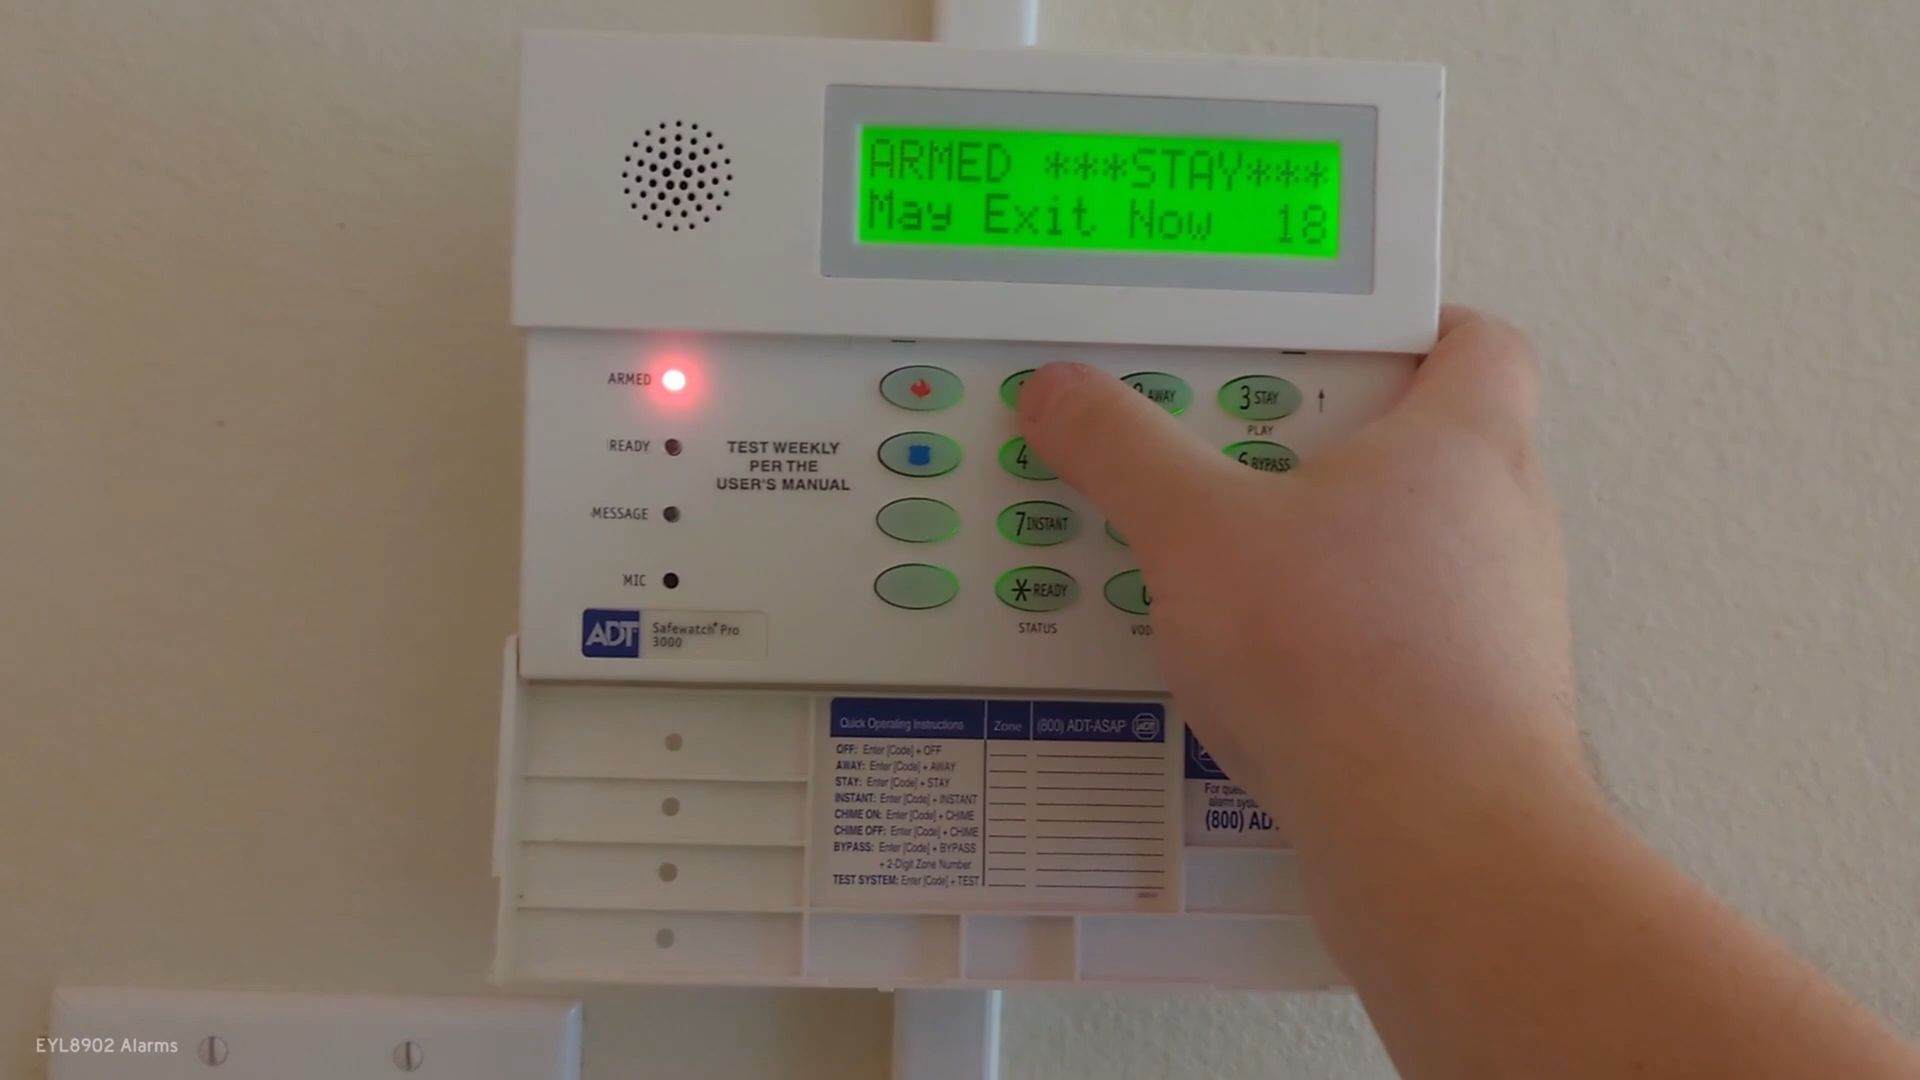 ARMED ***STAY***
May Exit Now 18
ARMED
READY
MESSAGE
MIC
TEST WEEKLY
PER THE
USER'S MANUAL
AWAY
3 STAY
PLAY
4
6 BYPASS
7 INSTANT
* READY
STATUS
ADT Safewatch® Pro
3000
Quick Operating Instructions
OFF: Enter [Code] + OFF
AWAY: Enter [Code] + AWAY
STAY: Enter [Code] + STAY
INSTANT: Enter [Code] + INSTANT
CHIME ON: Enter [Code] + CHIME
CHIME OFF: Enter [Code] + CHIME
BYPASS: Enter [Code] + BYPASS
+ 2-Digit Zone Number
TEST SYSTEM: Enter [Code] + TEST
Zone
(800) ADT-ASAP
For
alarm
(800)
EYL8902 Alarms